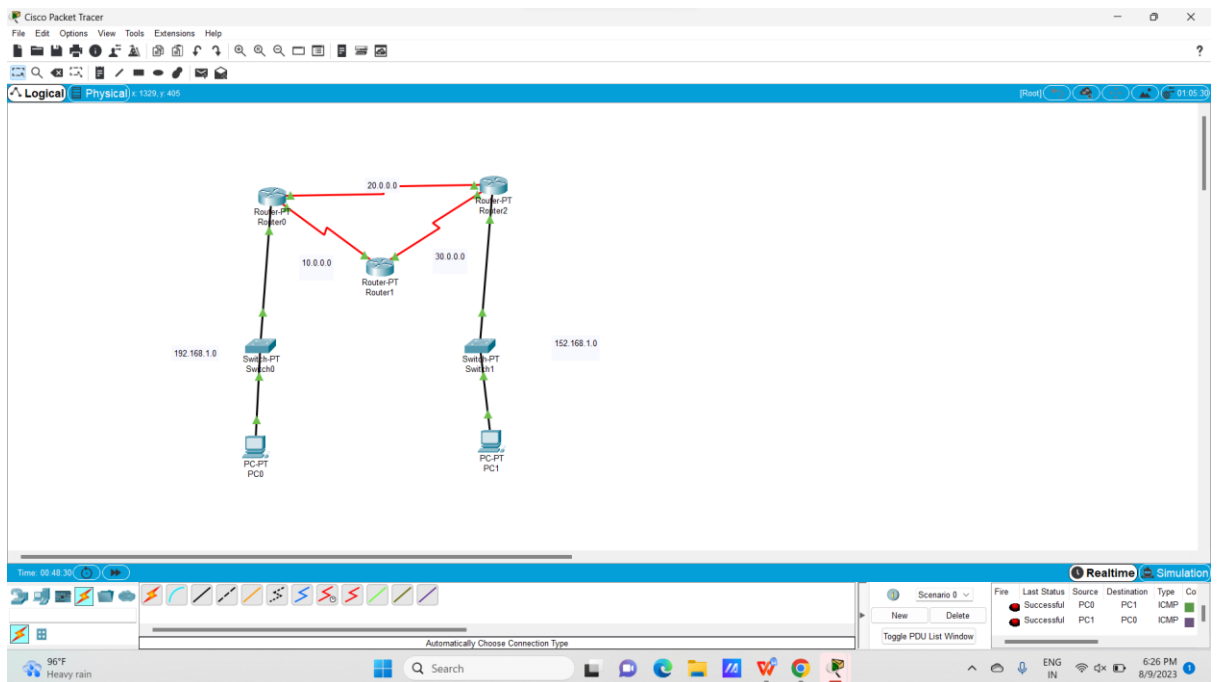 Cisco Packet Tracer
File Edit Options View Tools Extensions Help
?
Logical Physical x: 1329, y: 405 [Root] 01:05:30
20.0.0.0
Router-PT
Router0
Router-PT
Router2
10.0.0.0
30.0.0.0
Router-PT
Router1
192.168.1.0
Switch-PT
Switch0
Switch-PT
Switch1
152.168.1.0
PC-PT
PC0
PC-PT
PC1
Time: 00:48:30 Realtime Simulation
Scenario 0
New Delete
Toggle PDU List Window
Fire Last Status Source Destination Type Co
Successful PC0 PC1 ICMP
Successful PC1 PC0 ICMP
Automatically Choose Connection Type
96°F
Heavy rain
Search
ENG
IN
6:26 PM
8/9/2023
1